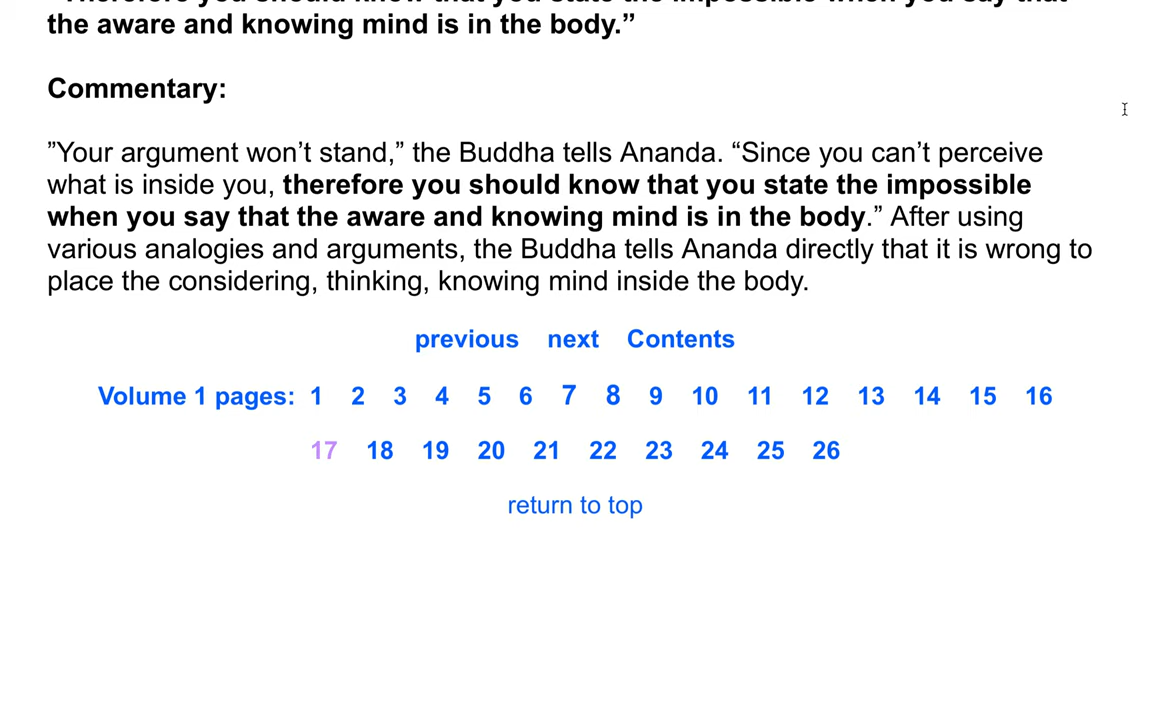 the aware and knowing mind is in the body.”
Commentary:
”Your argument won’t stand,” the Buddha tells Ananda. “Since you can’t perceive
what is inside you, therefore you should know that you state the impossible
when you say that the aware and knowing mind is in the body.” After using
various analogies and arguments, the Buddha tells Ananda directly that it is wrong to
place the considering, thinking, knowing mind inside the body.
previous next Contents
Volume 1 pages: 1 2 3 4 5 6 7 8 9 10 11 12 13 14 15 16
17 18 19 20 21 22 23 24 25 26
return to top